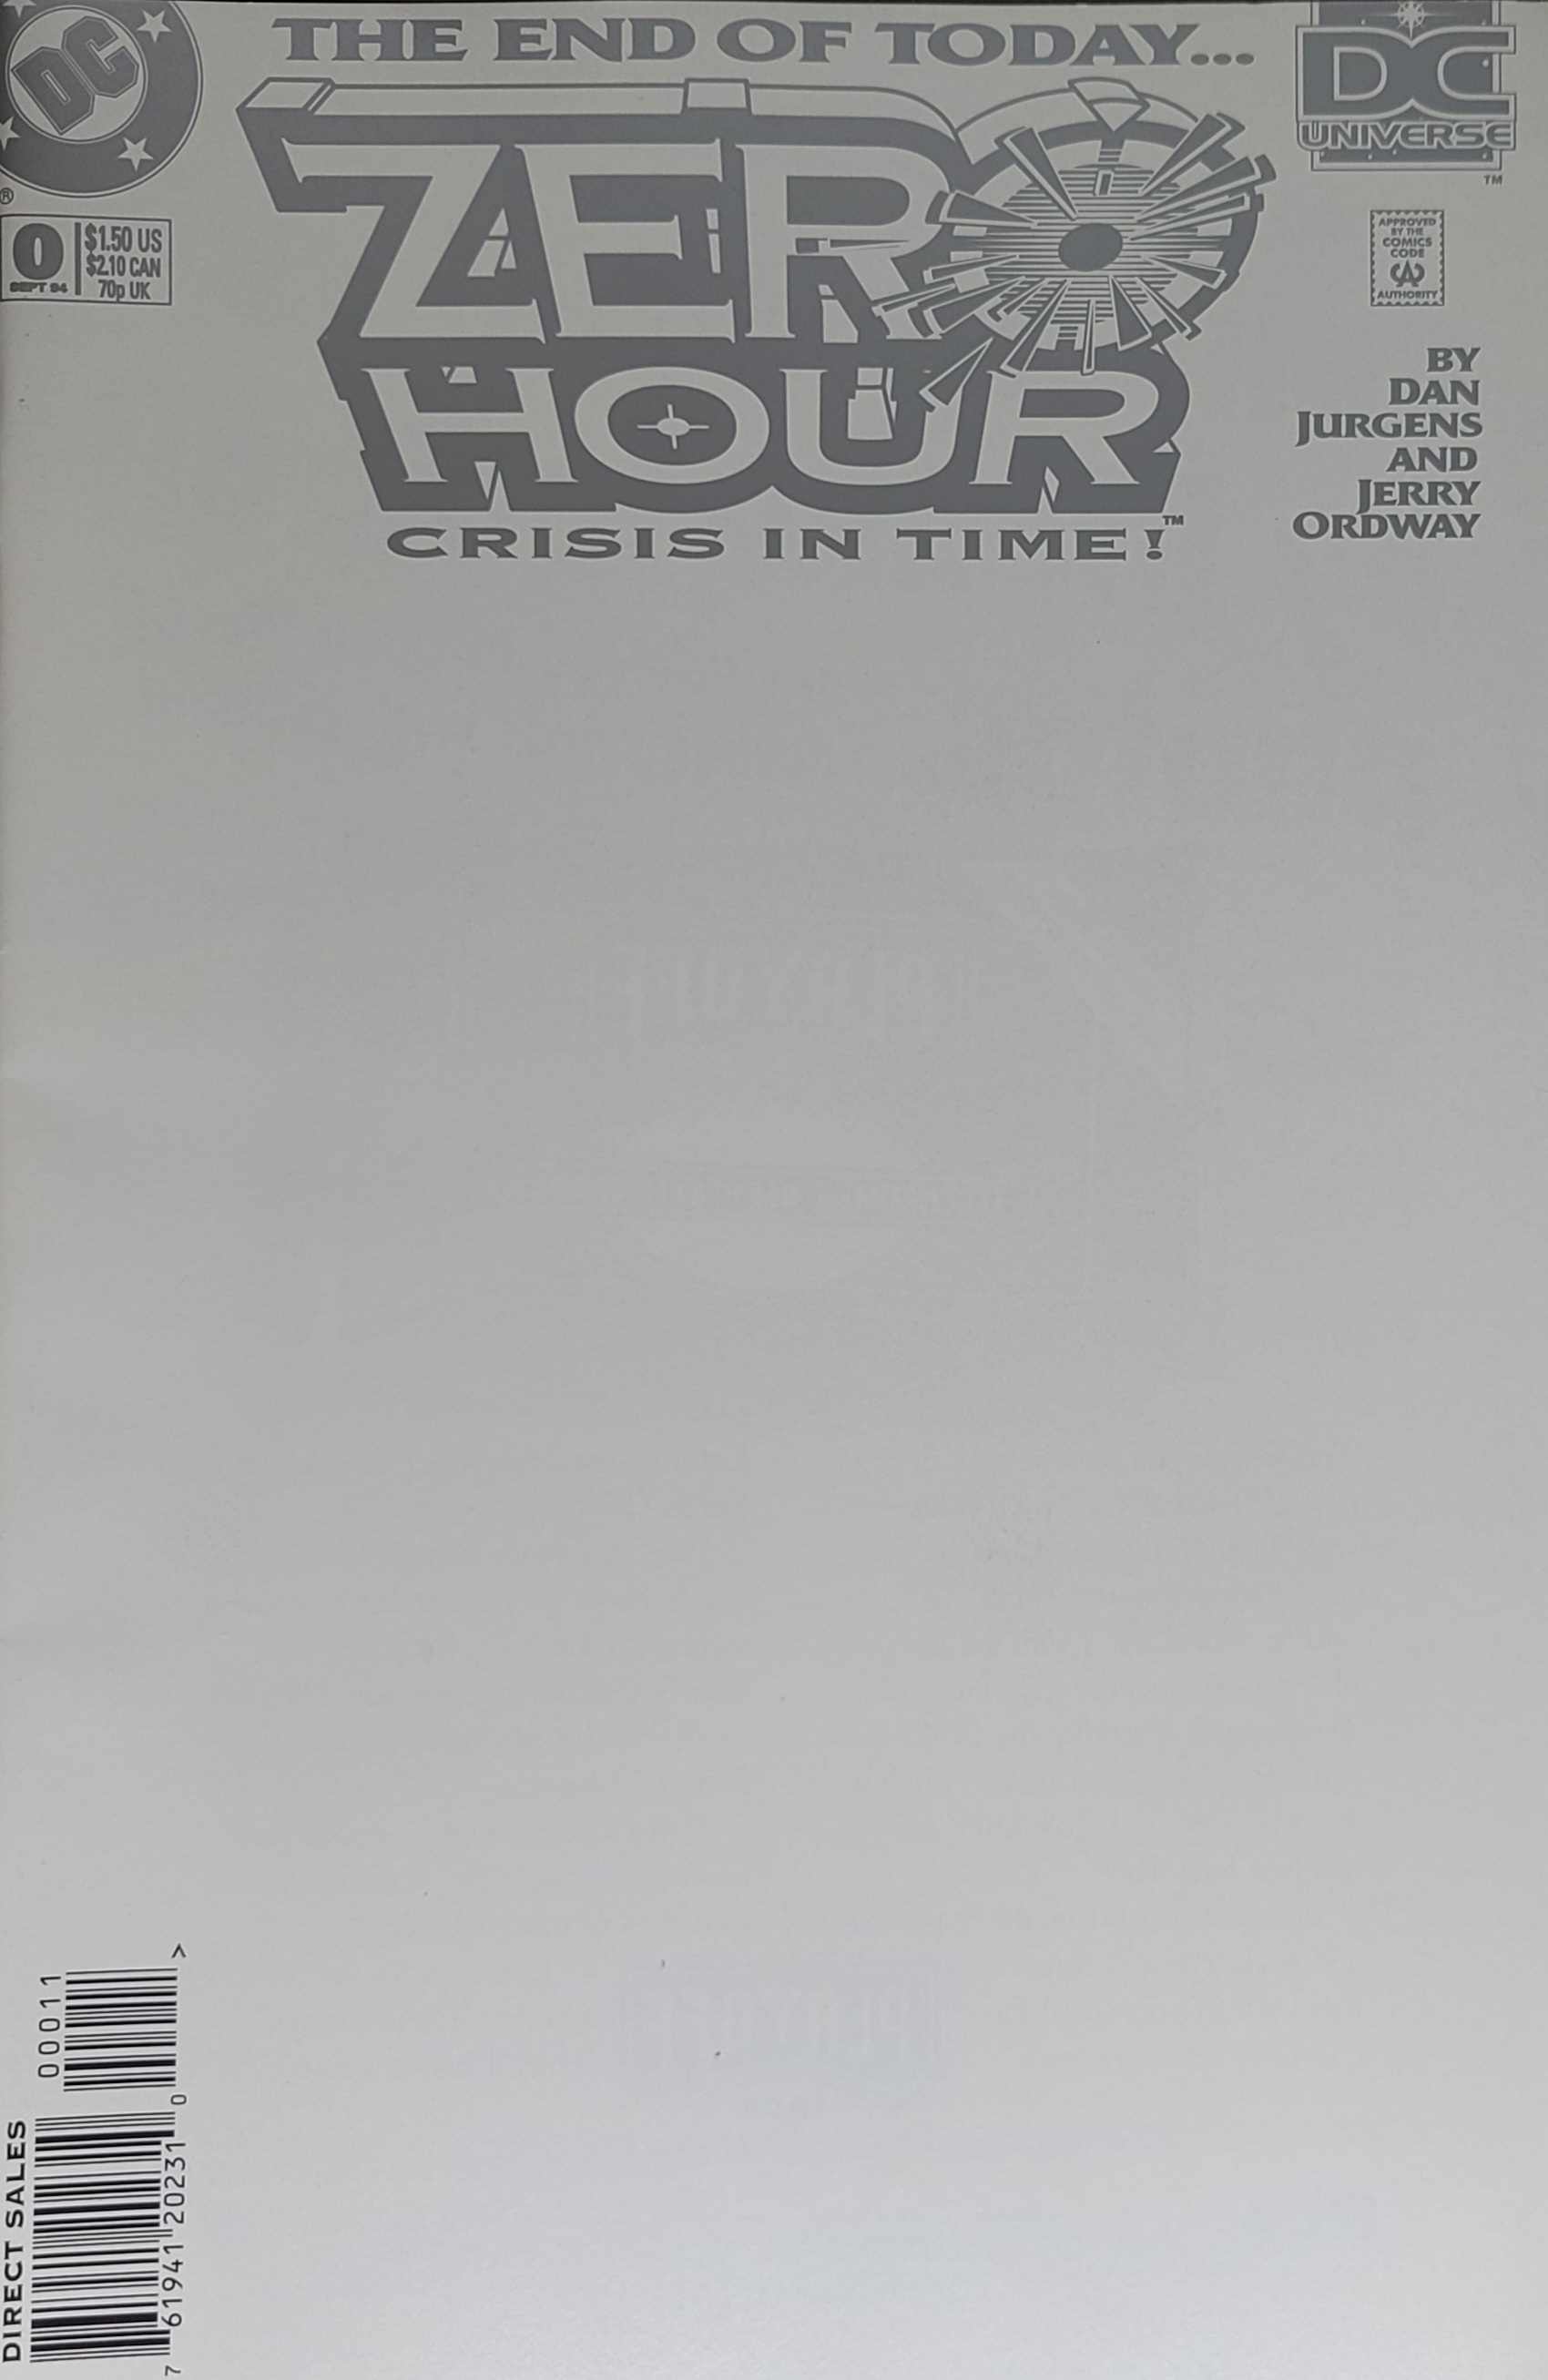 DC
®
THE END OF TODAY...
ZERO
HOUR
™
CRISIS IN TIME!
DC
UNIVERSE
™
0
SEPT 94
$1.50 US
$2.10 CAN
70p UK
APPROVED
BY THE
COMICS
CODE
CA
AUTHORITY
BY
DAN
JURGENS
AND
JERRY
ORDWAY
DIRECT SALES
7 61941 20231 0
00011 >